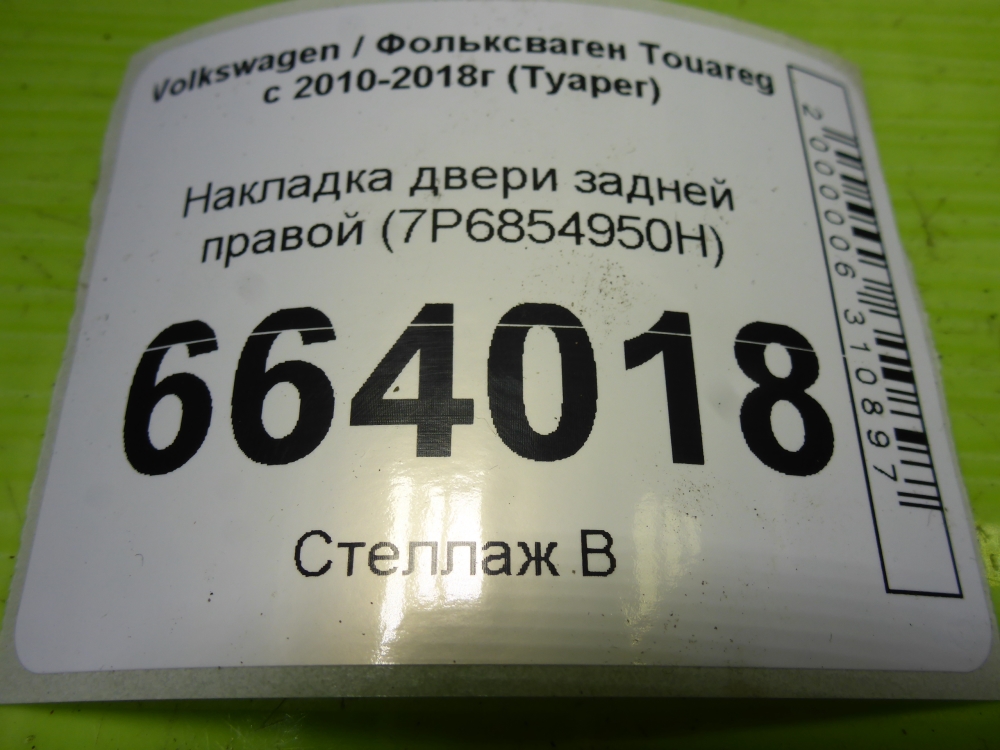 Volkswagen / Фольксваген Touareg
с 2010-2018г (Туарег)
Накладка двери задней
правой (7P6854950H)
664018
Стеллаж B
2000006310897